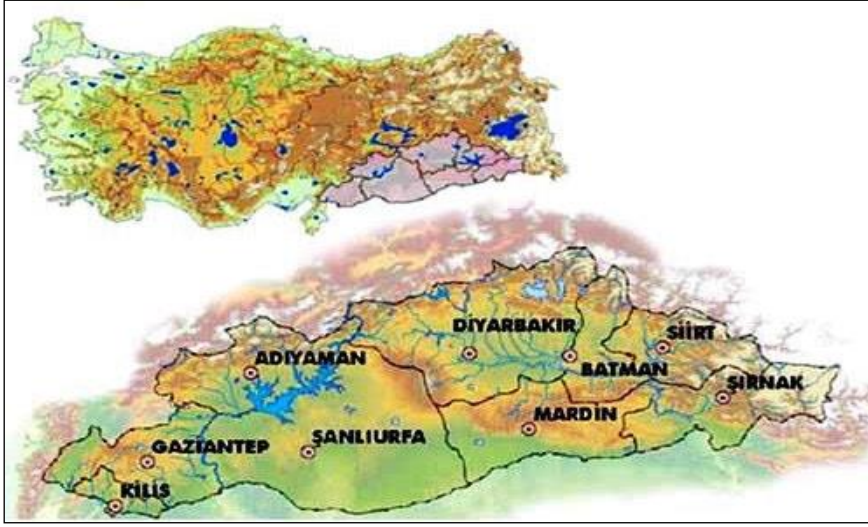 DİYARBAKIR
SİİRT
ADIYAMAN
BATMAN
ŞIRNAK
MARDİN
GAZİANTEP
ŞANLIURFA
KİLİS